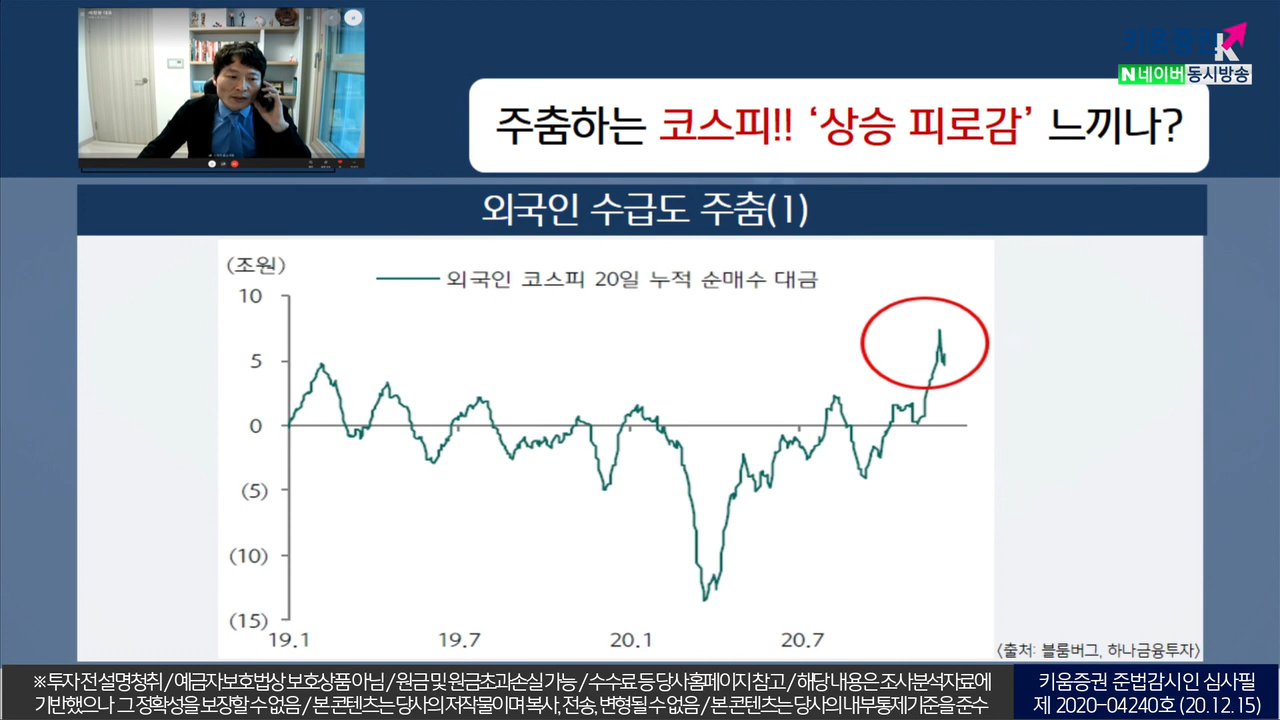 키움증권
N 네이버 동시방송
주춤하는 코스피!! ‘상승 피로감’ 느끼나?
외국인 수급도 주춤(1)
(조원)
외국인 코스피 20일 누적 순매수 대금
10
5
0
(5)
(10)
(15)
19.1 19.7 20.1 20.7
<출처: 블룸버그, 하나금융투자>
※ 투자 전 설명청취 / 예금자보호법상 보호상품 아님 / 원금 및 원금초과손실 가능 / 수수료 등 당사홈페이지 참고 / 해당 내용은 조사분석자료에
기반했으나 그 정확성을 보장할 수 없음 / 본 콘텐츠는 당사의 저작물이며 복사, 전송, 변형될 수 없음 / 본 콘텐츠는 당사의 내부통제기준을 준수
키움증권 준법감시인 심사필
제 2020-04240호 (20.12.15)